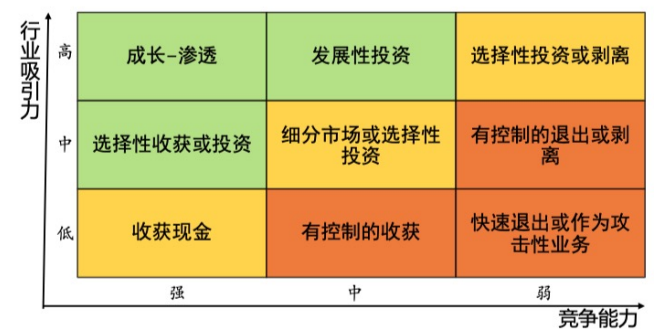 行业吸引力
高
成长-渗透
发展性投资
选择性投资或剥离
中
选择性收获或投资
细分市场或选择性
投资
有控制的退出或剥
离
低
收获现金
有控制的收获
快速退出或作为攻
击性业务
强
中
弱
竞争能力